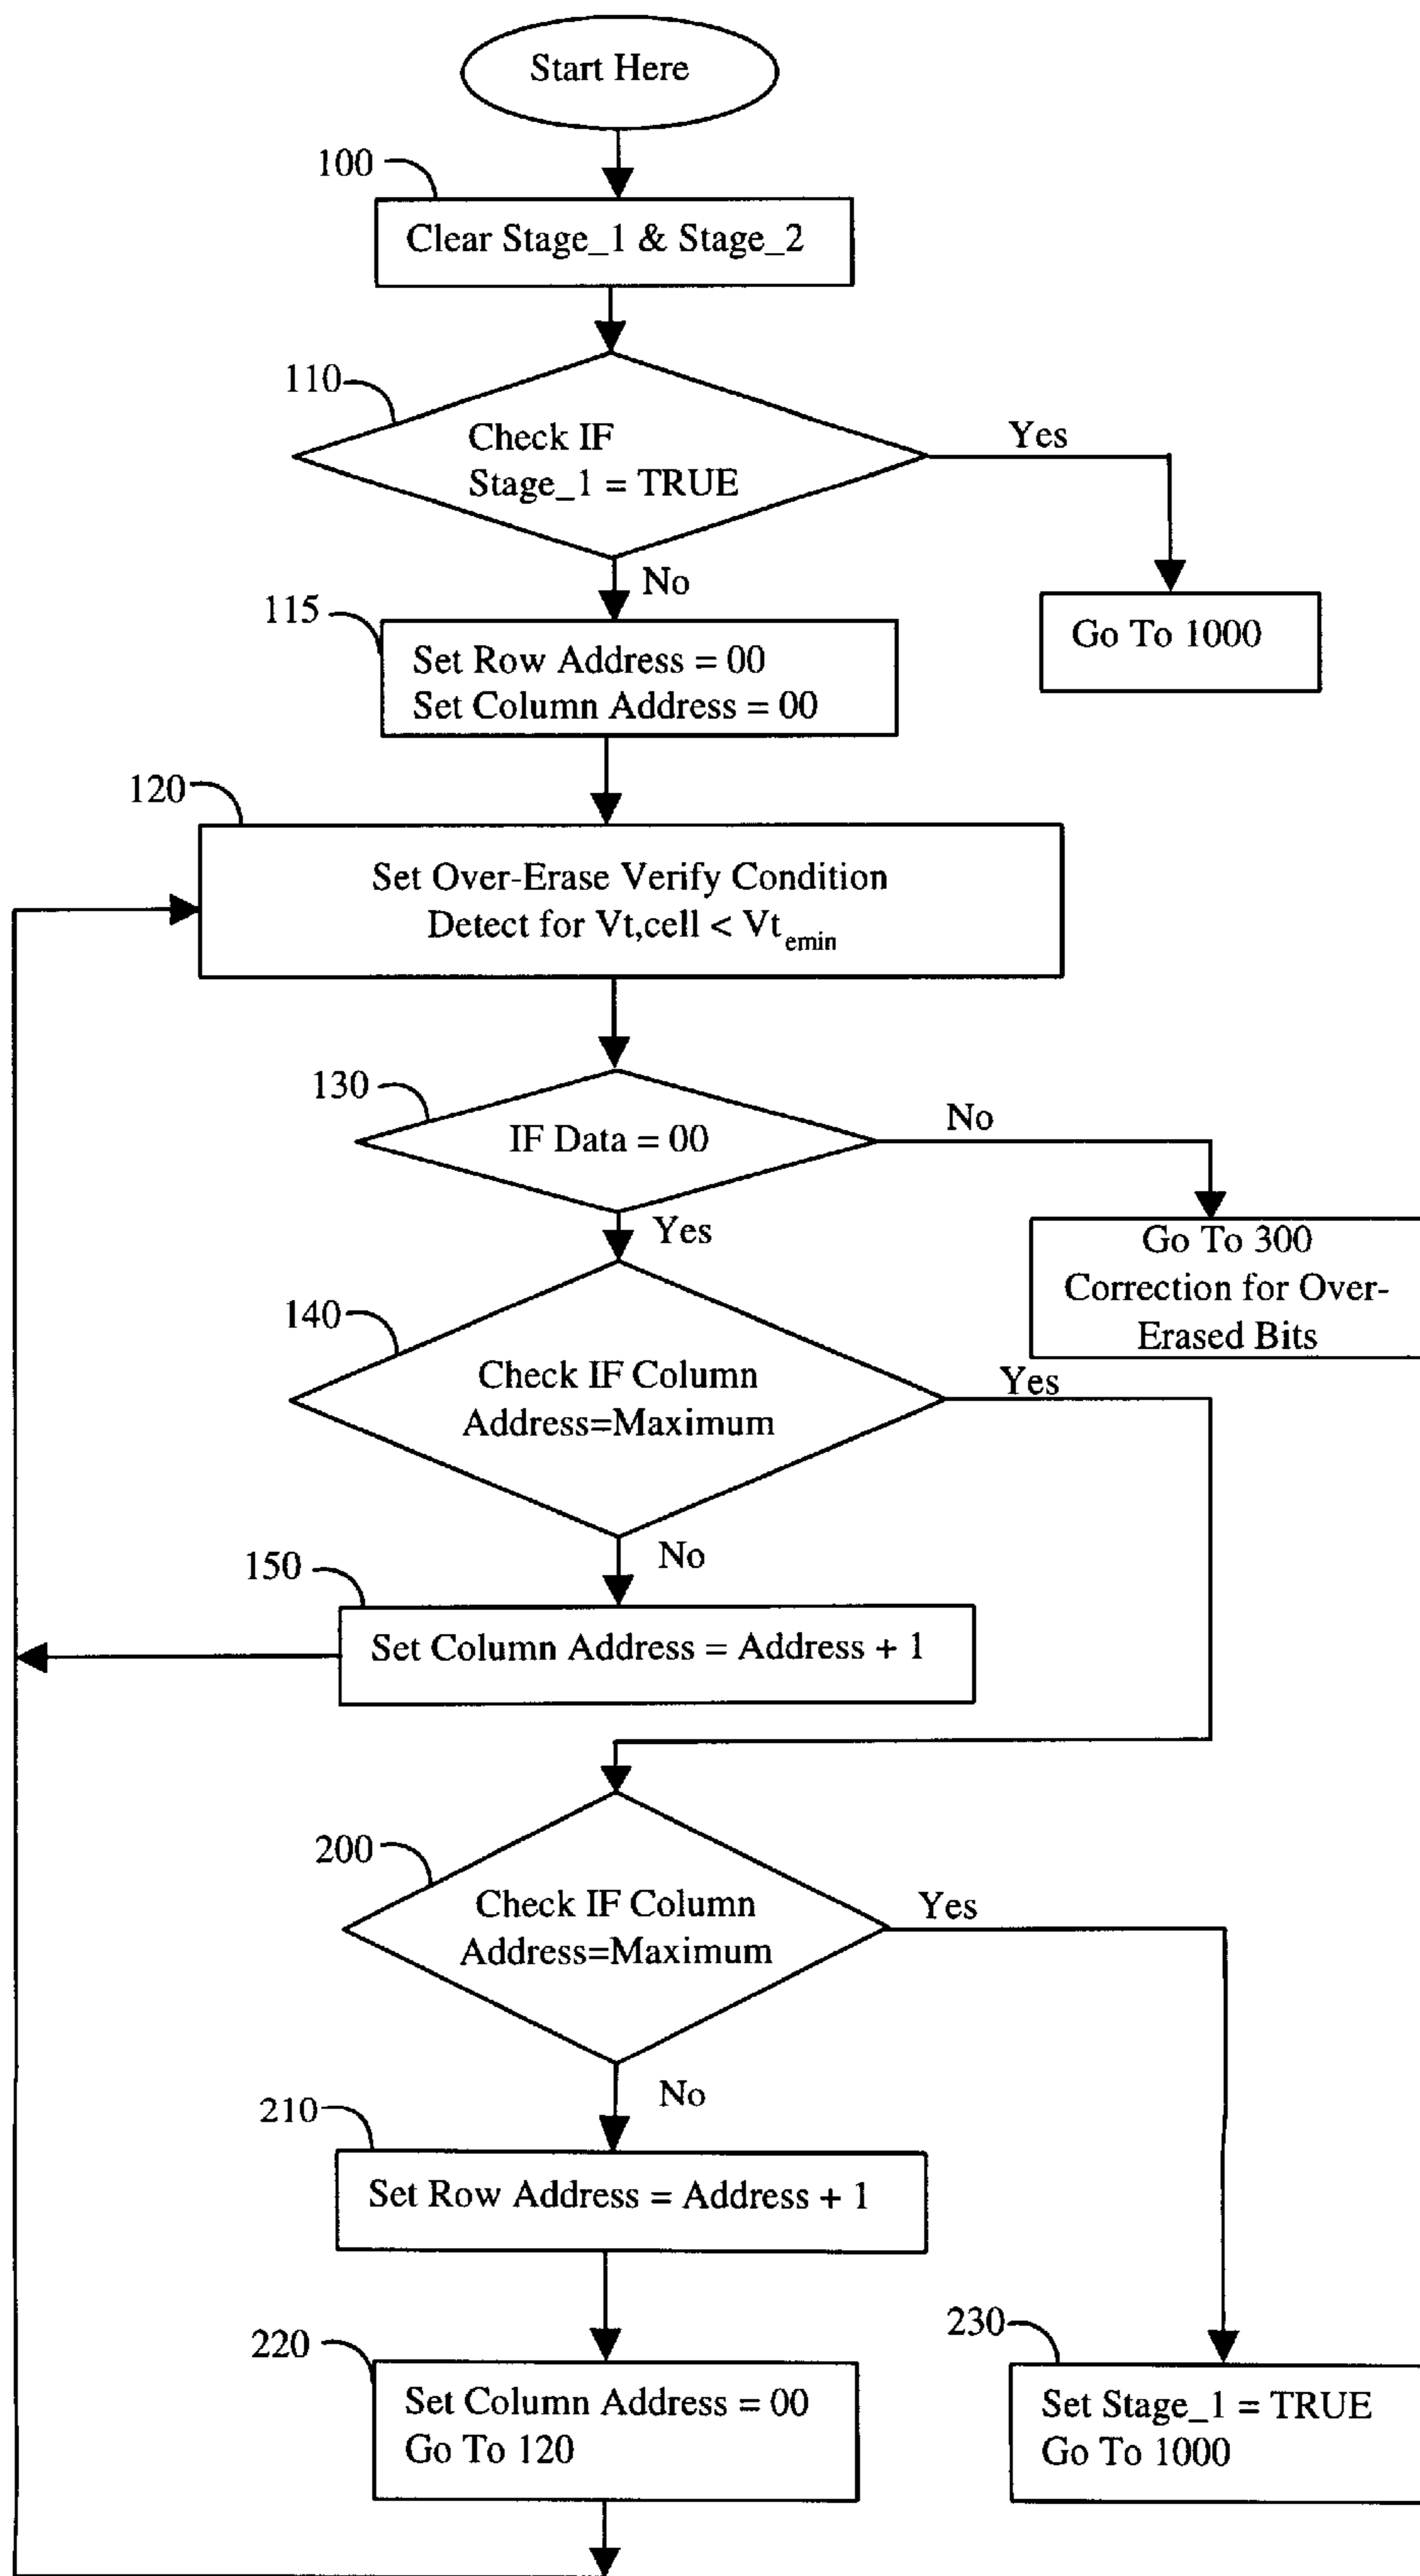 Start Here
100
Clear Stage_1 & Stage_2
110
Check IF
Stage_1 = TRUE
Yes
No
Go To 1000
115
Set Row Address = 00
Set Column Address = 00
120
Set Over-Erase Verify Condition
Detect for Vt,cell < Vtemin
130
IF Data = 00
No
Yes
Go To 300
Correction for Over-
Erased Bits
140
Check IF Column
Address=Maximum
Yes
No
150
Set Column Address = Address + 1
200
Check IF Column
Address=Maximum
Yes
No
210
Set Row Address = Address + 1
220
Set Column Address = 00
Go To 120
230
Set Stage_1 = TRUE
Go To 1000